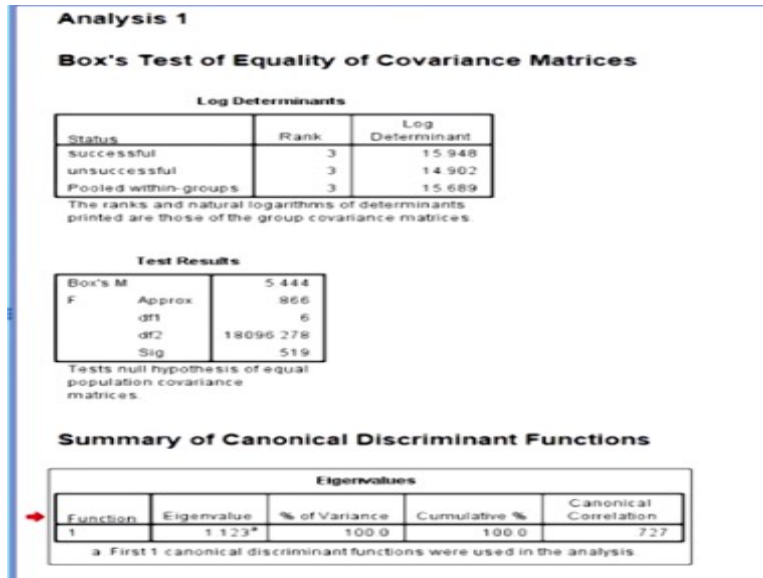 Analysis 1
Box's Test of Equality of Covariance Matrices
Log Determinants
Status Rank Log Determinant
successful 3 15.948
unsuccessful 3 14.902
Pooled within-groups 3 15.689
The ranks and natural logarithms of determinants
printed are those of the group covariance matrices.
Test Results
Box's M 5.444
F Approx. .866
df1 6
df2 18096.278
Sig. .519
Tests null hypothesis of equal
population covariance
matrices.
Summary of Canonical Discriminant Functions
Eigenvalues
Function Eigenvalue % of Variance Cumulative % Canonical Correlation
1 1.123a 100.0 100.0 .727
a. First 1 canonical discriminant functions were used in the analysis.